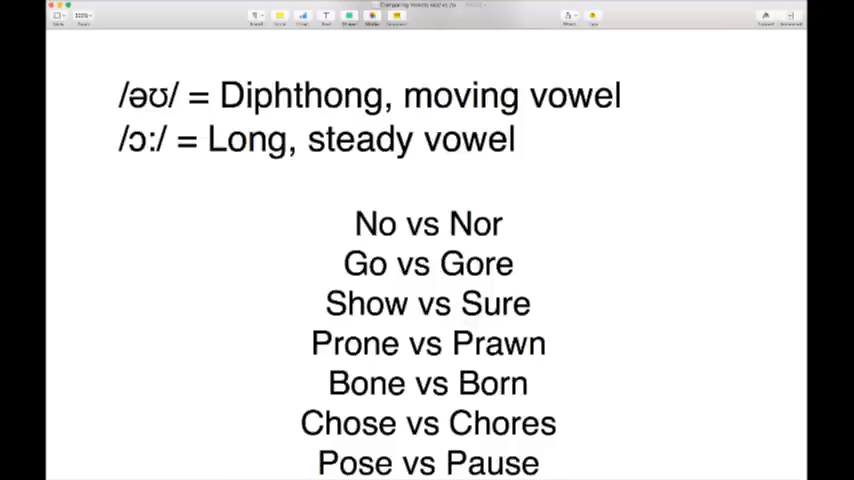 /əʊ/ = Diphthong, moving vowel
/ɔ:/ = Long, steady vowel
No vs Nor
Go vs Gore
Show vs Sure
Prone vs Prawn
Bone vs Born
Chose vs Chores
Pose vs Pause